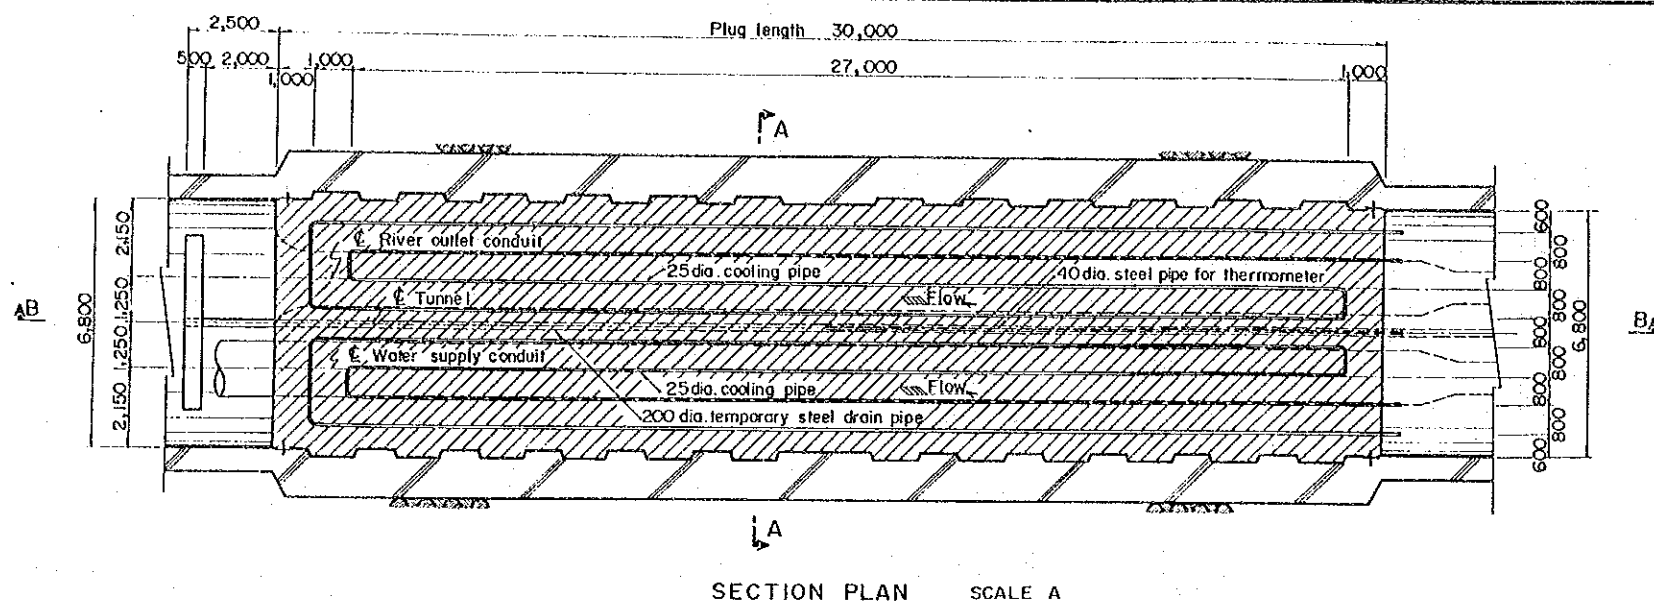 2,500
Plug length 30,000
500 2,000 1,000 27,000 1,000
1,000
A
2,150
1,250
1,250
2,150
6,800
B
℄ River outlet conduit
25 dia. cooling pipe
40 dia. steel pipe for thermometer
℄ Tunnel
Flow
℄ Water supply conduit
25 dia. cooling pipe
Flow
200 dia. temporary steel drain pipe
600
800
800
800
800
800
800
800
600
6,800
B
A
SECTION PLAN SCALE A